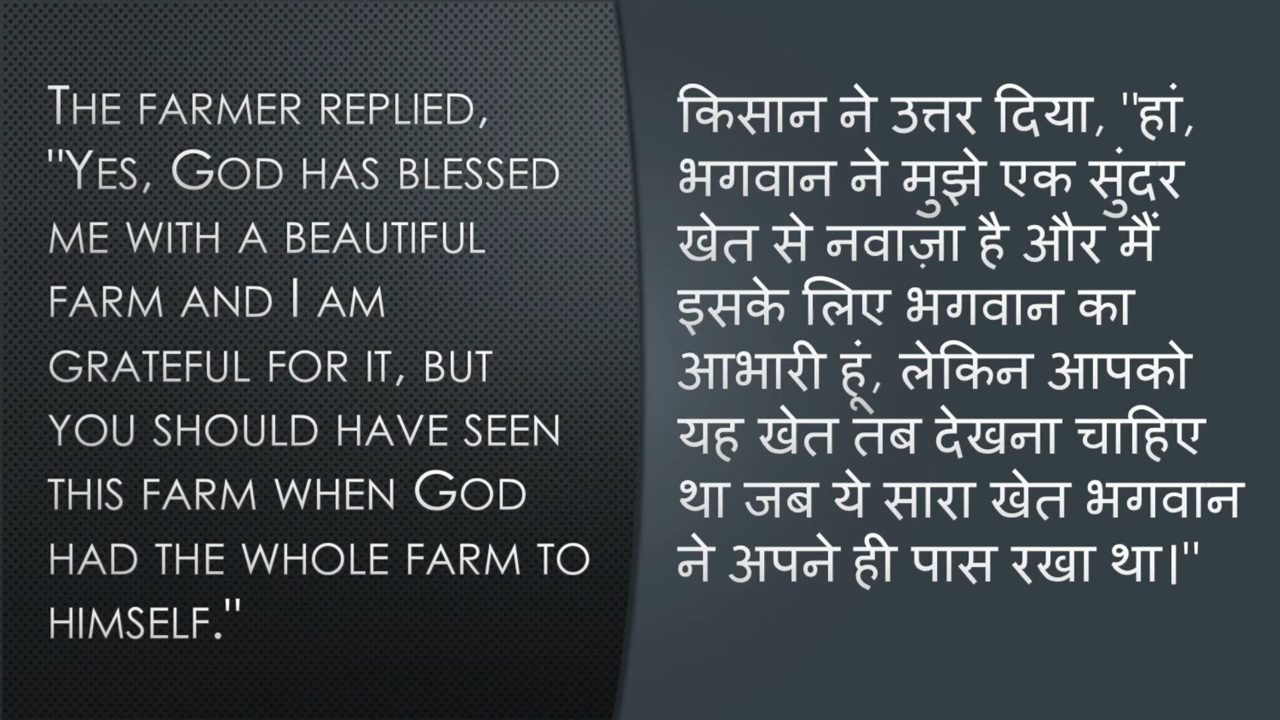 The farmer replied,
"Yes, God has blessed
me with a beautiful
farm and I am
grateful for it, but
you should have seen
this farm when God
had the whole farm to
himself."
किसान ने उत्तर दिया, "हां,
भगवान ने मुझे एक सुंदर
खेत से नवाज़ा है और मैं
इसके लिए भगवान का
आभारी हूं, लेकिन आपको
यह खेत तब देखना चाहिए
था जब ये सारा खेत भगवान
ने अपने ही पास रखा था।"